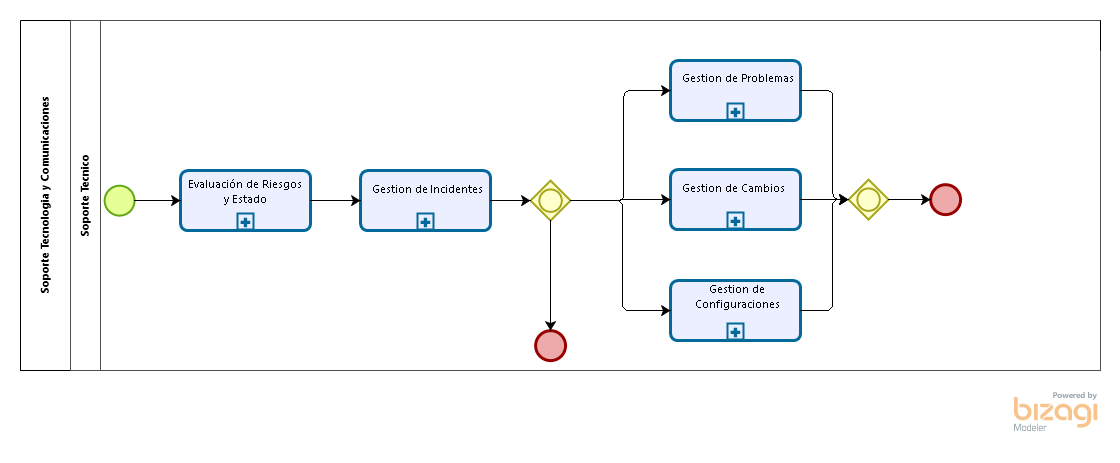 Soporte Tecnologia y Comunicaciones
Soporte Tecnico
Evaluación de Riesgos
y Estado
Gestion de Incidentes
Gestion de Problemas
Gestion de Cambios
Gestion de
Configuraciones
Powered by
bizagi
Modeler